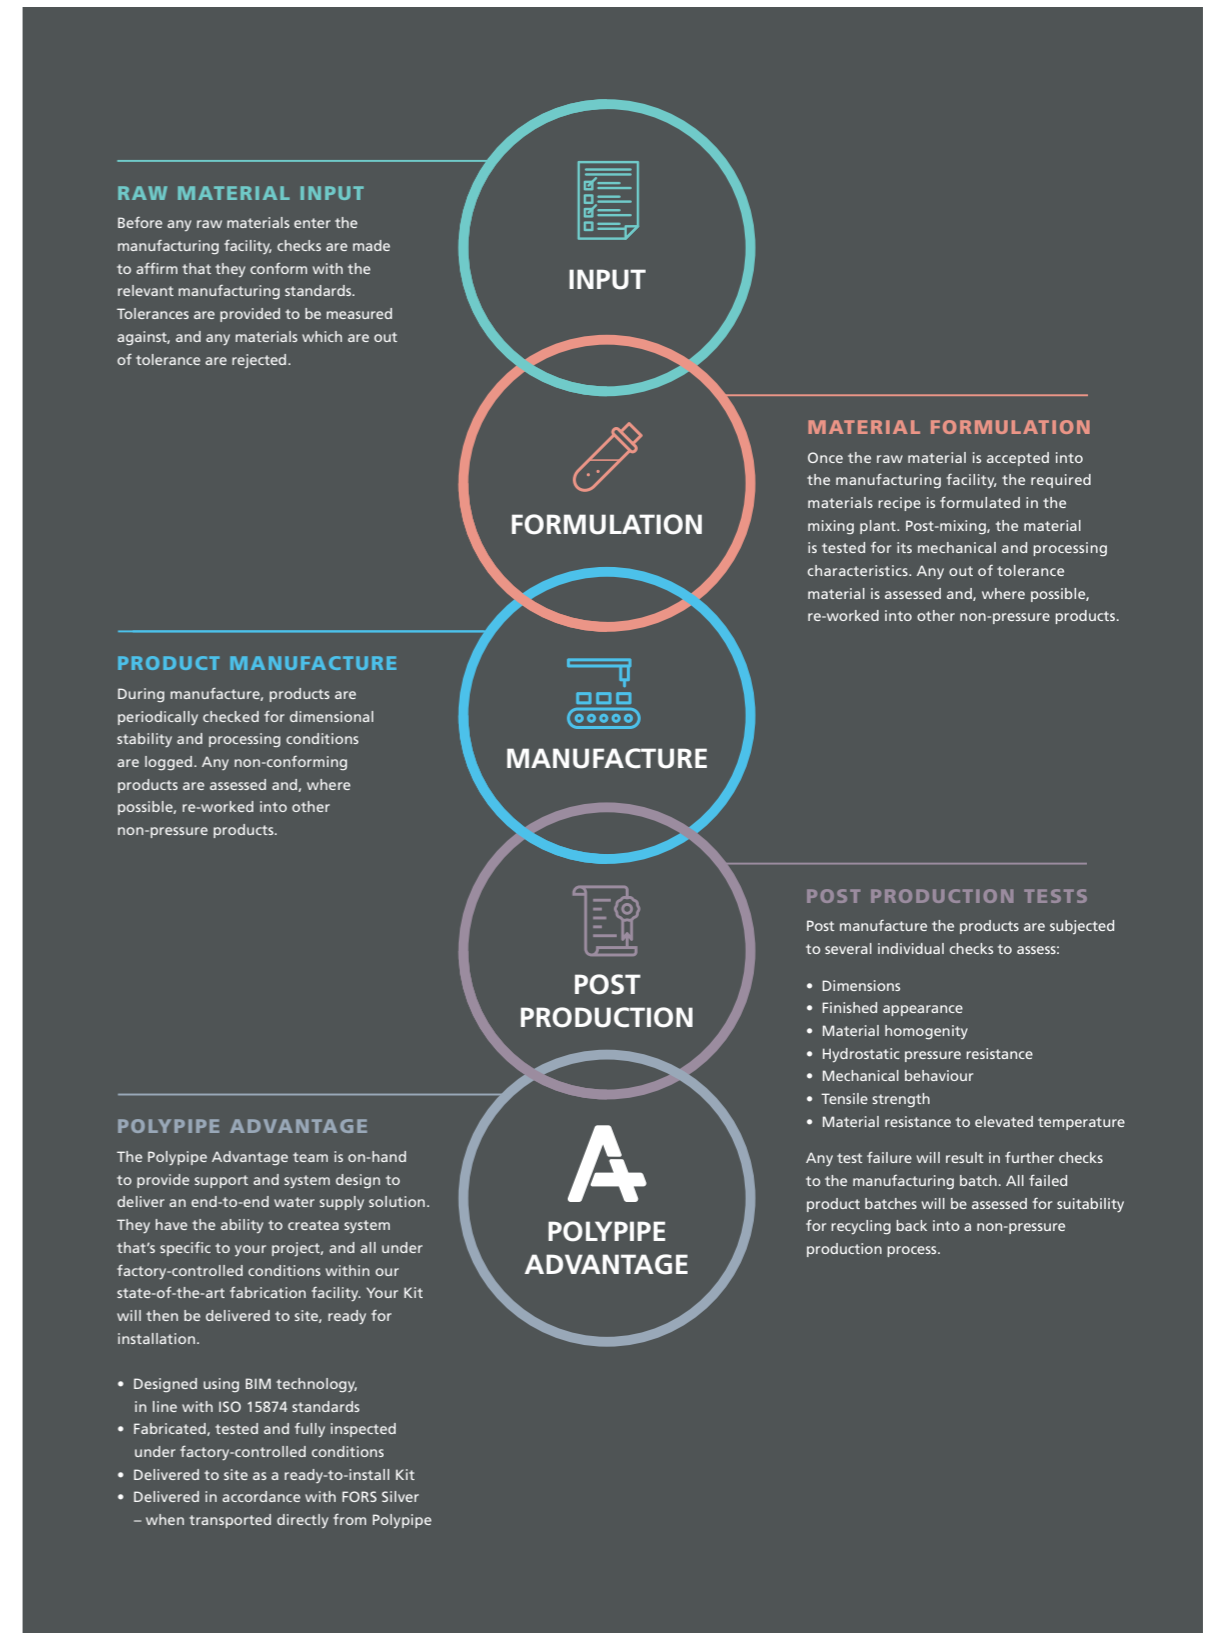 INPUT
RAW MATERIAL INPUT
Before any raw materials enter the
manufacturing facility, checks are made
to affirm that they conform with the
relevant manufacturing standards.
Tolerances are provided to be measured
against, and any materials which are out
of tolerance are rejected.
FORMULATION
MATERIAL FORMULATION
Once the raw material is accepted into
the manufacturing facility, the required
materials recipe is formulated in the
mixing plant. Post-mixing, the material
is tested for its mechanical and processing
characteristics. Any out of tolerance
material is assessed and, where possible,
re-worked into other non-pressure products.
MANUFACTURE
PRODUCT MANUFACTURE
During manufacture, products are
periodically checked for dimensional
stability and processing conditions
are logged. Any non-conforming
products are assessed and, where
possible, re-worked into other
non-pressure products.
POST
PRODUCTION
POST PRODUCTION TESTS
Post manufacture the products are subjected
to several individual checks to assess:
• Dimensions
• Finished appearance
• Material homogenity
• Hydrostatic pressure resistance
• Mechanical behaviour
• Tensile strength
• Material resistance to elevated temperature
Any test failure will result in further checks
to the manufacturing batch. All failed
product batches will be assessed for suitability
for recycling back into a non-pressure
production process.
POLYPIPE
ADVANTAGE
POLYPIPE ADVANTAGE
The Polypipe Advantage team is on-hand
to provide support and system design to
deliver an end-to-end water supply solution.
They have the ability to createa system
that's specific to your project, and all under
factory-controlled conditions within our
state-of-the-art fabrication facility. Your Kit
will then be delivered to site, ready for
installation.
• Designed using BIM technology,
in line with ISO 15874 standards
• Fabricated, tested and fully inspected
under factory-controlled conditions
• Delivered to site as a ready-to-install Kit
• Delivered in accordance with FORS Silver
– when transported directly from Polypipe